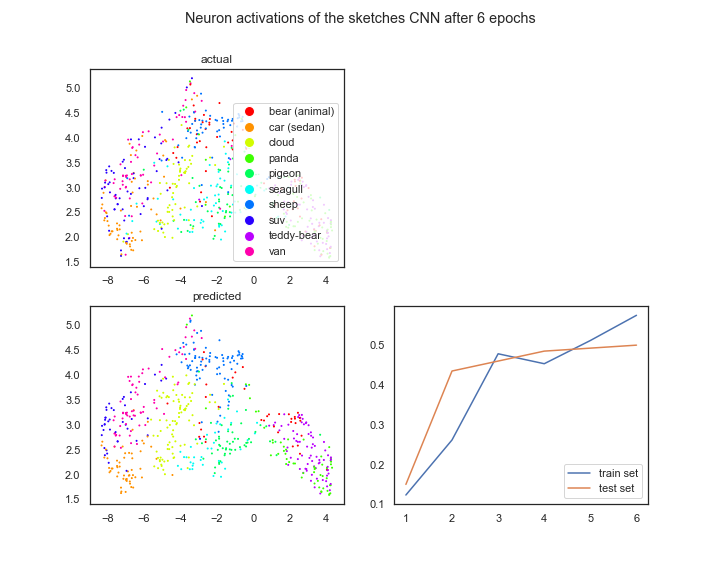 Neuron activations of the sketches CNN after 6 epochs
actual
5.0
4.5
4.0
3.5
3.0
2.5
2.0
1.5
bear (animal)
car (sedan)
cloud
panda
pigeon
seagull
sheep
suv
teddy-bear
van
−8 −6 −4 −2 0 2 4
predicted
5.0
4.5
4.0
3.5
3.0
2.5
2.0
1.5
−8 −6 −4 −2 0 2 4
0.5
0.4
0.3
0.2
0.1
train set
test set
1 2 3 4 5 6